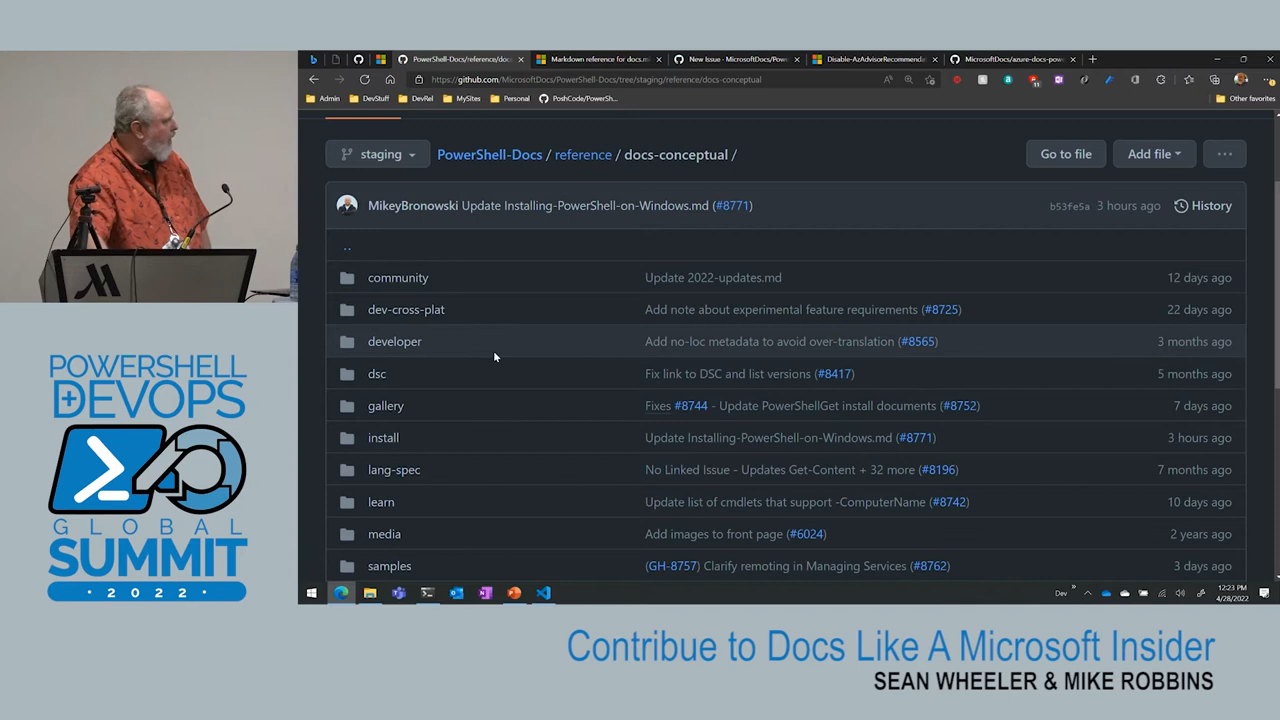 PowerShell-Docs/reference/doc
Markdown reference for docs.mi
New Issue · MicrosoftDocs/Powe
Disable-AzAdvisorRecommenda
MicrosoftDocs/azure-docs-pow
https://github.com/MicrosoftDocs/PowerShell-Docs/tree/staging/reference/docs-conceptual
Admin DevStuff DevRel MySites Personal PoshCode/PowerSh... Other favorites
staging PowerShell-Docs / reference / docs-conceptual / Go to file Add file ...
MikeyBronowski Update Installing-PowerShell-on-Windows.md (#8771) b53fe5a 3 hours ago History
..
community Update 2022-updates.md 12 days ago
dev-cross-plat Add note about experimental feature requirements (#8725) 22 days ago
developer Add no-loc metadata to avoid over-translation (#8565) 3 months ago
dsc Fix link to DSC and list versions (#8417) 5 months ago
gallery Fixes #8744 - Update PowerShellGet install documents (#8752) 7 days ago
install Update Installing-PowerShell-on-Windows.md (#8771) 3 hours ago
lang-spec No Linked Issue - Updates Get-Content + 32 more (#8196) 7 months ago
learn Update list of cmdlets that support -ComputerName (#8742) 10 days ago
media Add images to front page (#6024) 2 years ago
samples (GH-8757) Clarify remoting in Managing Services (#8762) 3 days ago
Dev 12:23 PM
4/28/2022
POWERSHELL
+DEVOPS
GLOBAL
SUMMIT
· 2022 ·
Contribue to Docs Like A Microsoft Insider
SEAN WHEELER & MIKE ROBBINS